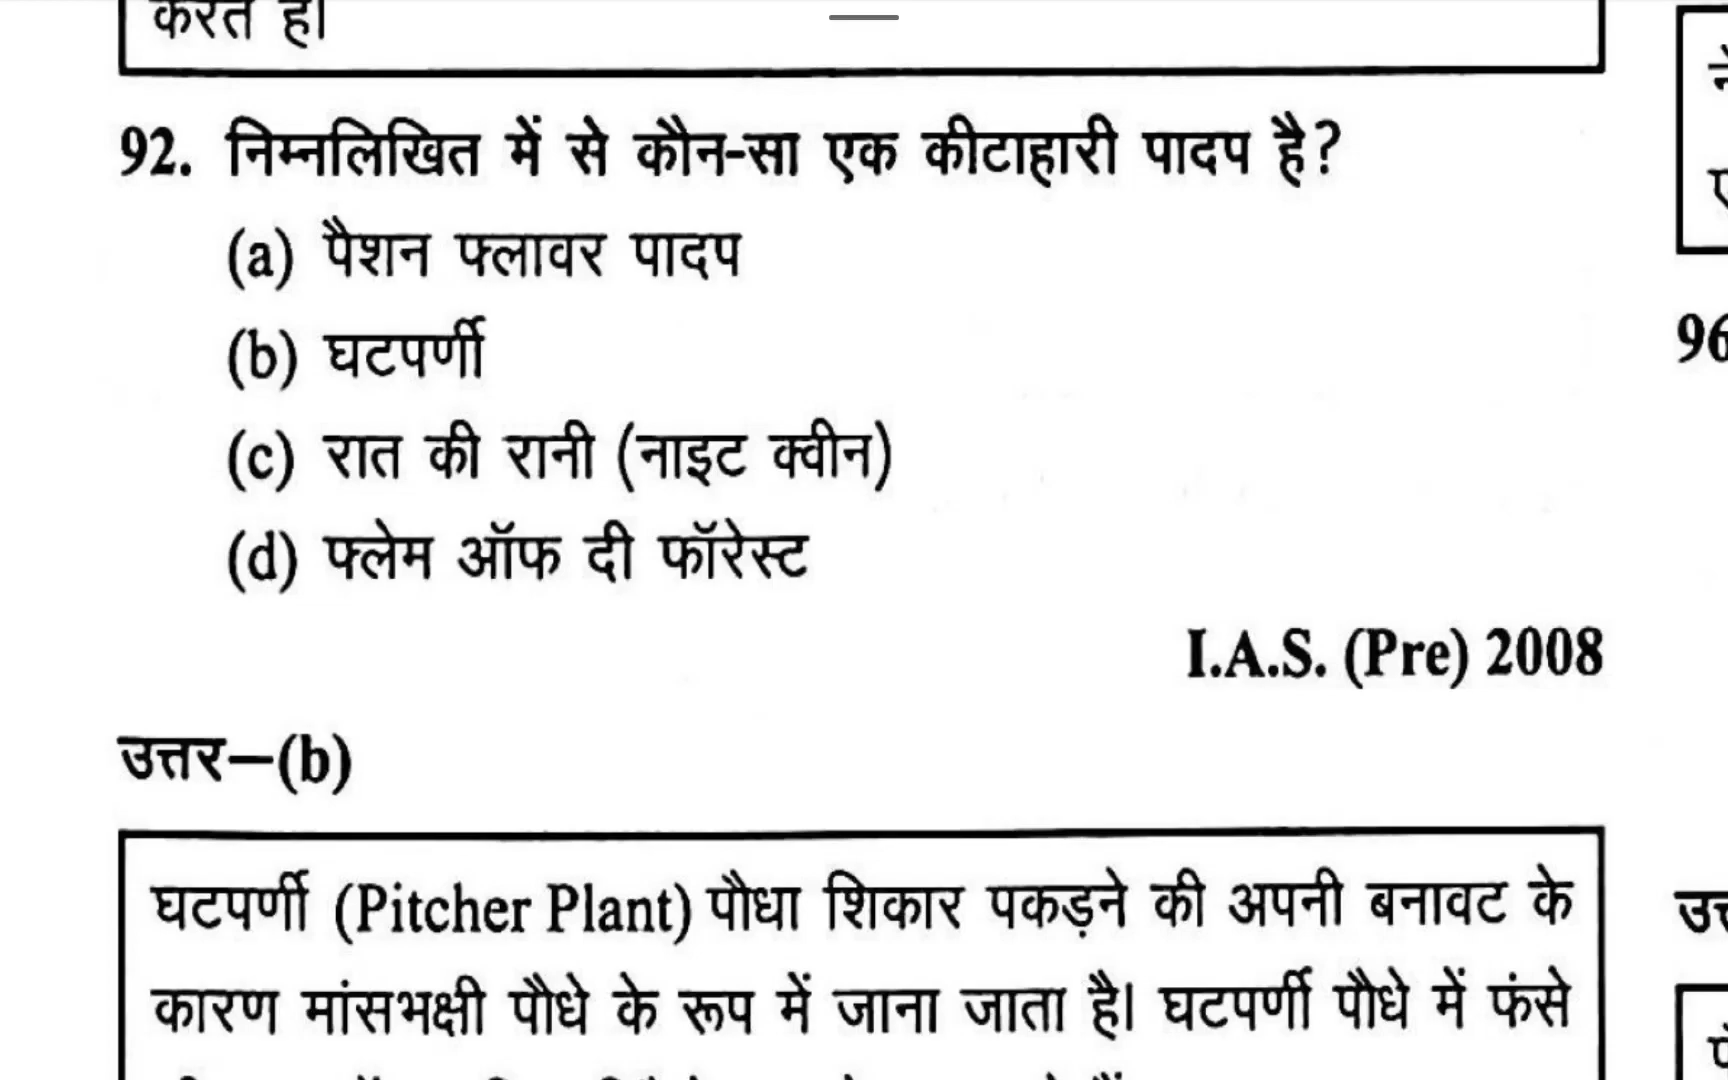 करते हैं।
92. निम्नलिखित में से कौन-सा एक कीटाहारी पादप है?
(a) पैशन फ्लावर पादप
(b) घटपर्णी
(c) रात की रानी (नाइट क्वीन)
(d) फ्लेम ऑफ दी फॉरेस्ट
I.A.S. (Pre) 2008
उत्तर–(b)
घटपर्णी (Pitcher Plant) पौधा शिकार पकड़ने की अपनी बनावट के
कारण मांसभक्षी पौधे के रूप में जाना जाता है। घटपर्णी पौधे में फंसे
96